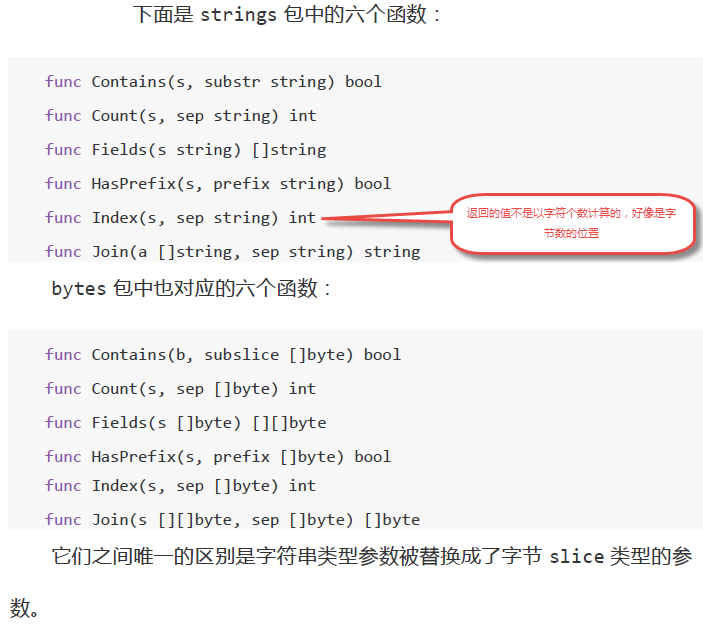 下面是 strings 包中的六个函数：
func Contains(s, substr string) bool
func Count(s, sep string) int
func Fields(s string) []string
func HasPrefix(s, prefix string) bool
func Index(s, sep string) int
返回的值不是以字符个数计算的，好像是字
节数的位置
func Join(a []string, sep string) string
bytes 包中也对应的六个函数：
func Contains(b, subslice []byte) bool
func Count(s, sep []byte) int
func Fields(s []byte) [][]byte
func HasPrefix(s, prefix []byte) bool
func Index(s, sep []byte) int
func Join(s [][]byte, sep []byte) []byte
它们之间唯一的区别是字符串类型参数被替换成了字节 slice 类型的参
数。